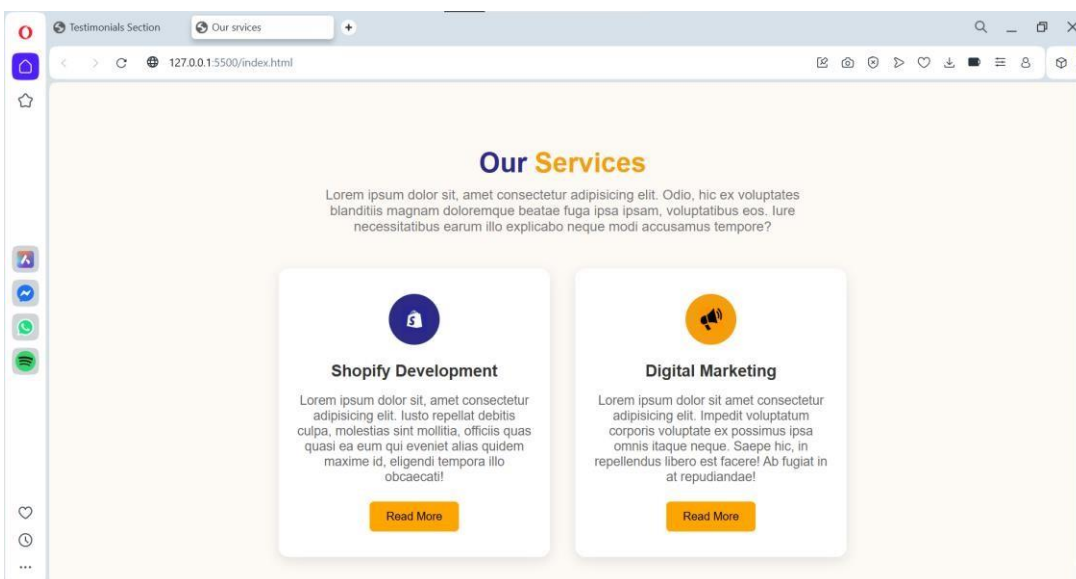 Testimonials Section
Our srvices
127.0.0.1:5500/index.html
Our Services
Lorem ipsum dolor sit, amet consectetur adipisicing elit. Odio, hic ex voluptates
blanditiis magnam doloremque beatae fuga ipsa ipsam, voluptatibus eos. Iure
necessitatibus earum illo explicabo neque modi accusamus tempore?
Shopify Development
Lorem ipsum dolor sit, amet consectetur
adipisicing elit. Iusto repellat debitis
culpa, molestias sint mollitia, officiis quas
quasi ea eum qui eveniet alias quidem
maxime id, eligendi tempora illo
obcaecati!
Read More
Digital Marketing
Lorem ipsum dolor sit amet consectetur
adipisicing elit. Impedit voluptatum
corporis voluptate ex possimus ipsa
omnis itaque neque. Saepe hic, in
repellendus libero est facere! Ab fugiat in
at repudiandae!
Read More